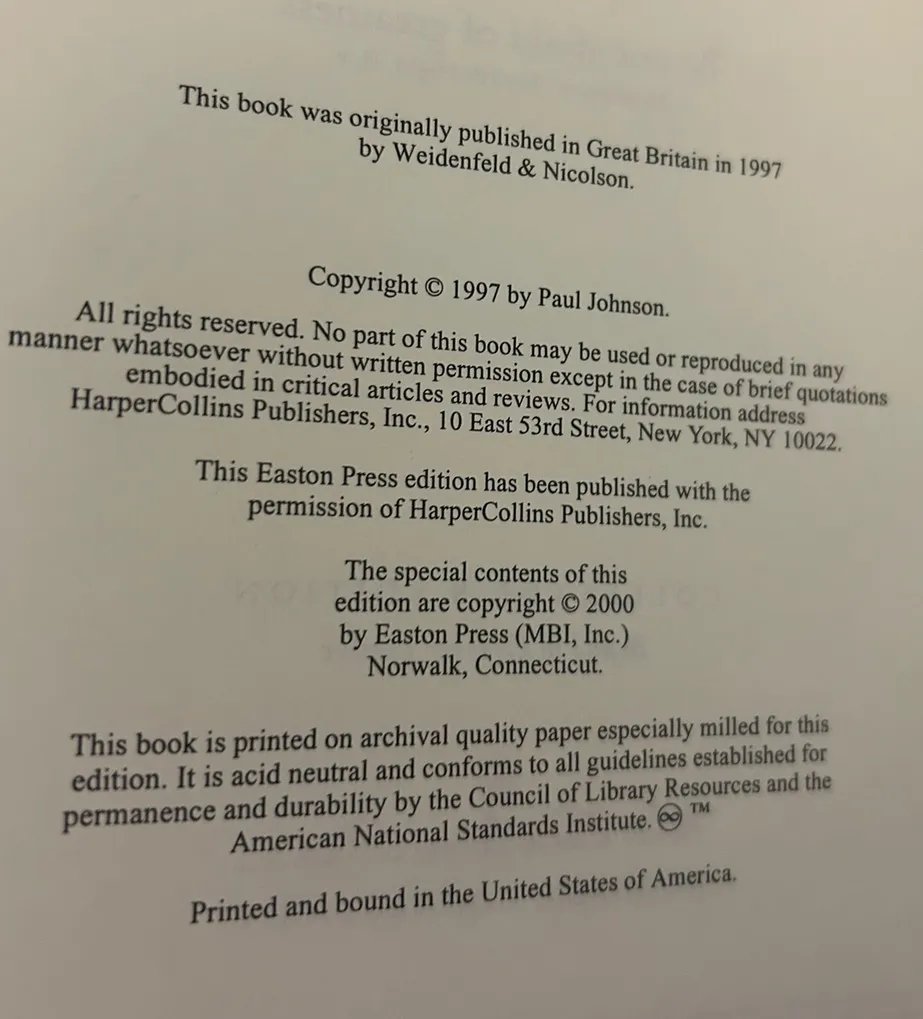 This book was originally published in Great Britain in 1997
by Weidenfeld & Nicolson.
Copyright © 1997 by Paul Johnson.
All rights reserved. No part of this book may be used or reproduced in any
manner whatsoever without written permission except in the case of brief quotations
embodied in critical articles and reviews. For information address
HarperCollins Publishers, Inc., 10 East 53rd Street, New York, NY 10022.
This Easton Press edition has been published with the
permission of HarperCollins Publishers, Inc.
The special contents of this
edition are copyright © 2000
by Easton Press (MBI, Inc.)
Norwalk, Connecticut.
This book is printed on archival quality paper especially milled for this
edition. It is acid neutral and conforms to all guidelines established for
permanence and durability by the Council of Library Resources and the
American National Standards Institute. ♾ ™
Printed and bound in the United States of America.